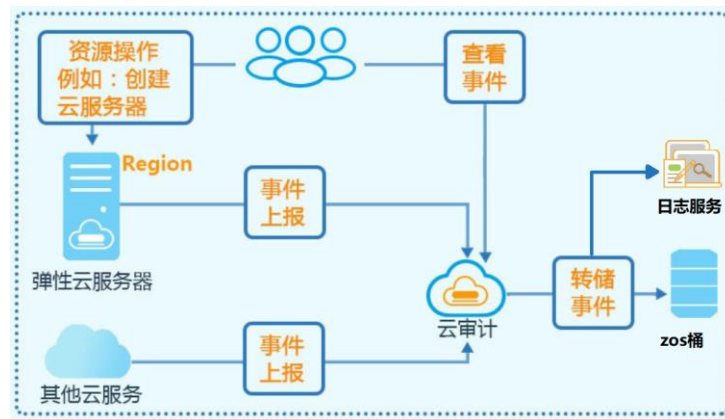 资源操作
例如：创建
云服务器
查看
事件
Region
事件
上报
日志服务
弹性云服务器
云审计
转储
事件
zos桶
事件
上报
其他云服务